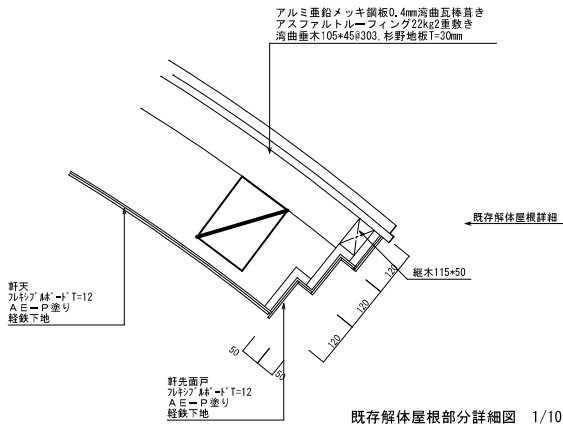 アルミ亜鉛メッキ鋼板0.4mm湾曲瓦棒葺き
アスファルトルーフィング22kg2重敷き
湾曲垂木105*45@303,杉野地板T=30mm
既存解体屋根詳細
継木115*50
120
120
120
50
50
軒天
フレキシブルボードT=12
AE－P塗り
軽鉄下地
軒先面戸
フレキシブルボードT=12
AE－P塗り
軽鉄下地
既存解体屋根部分詳細図 1/10